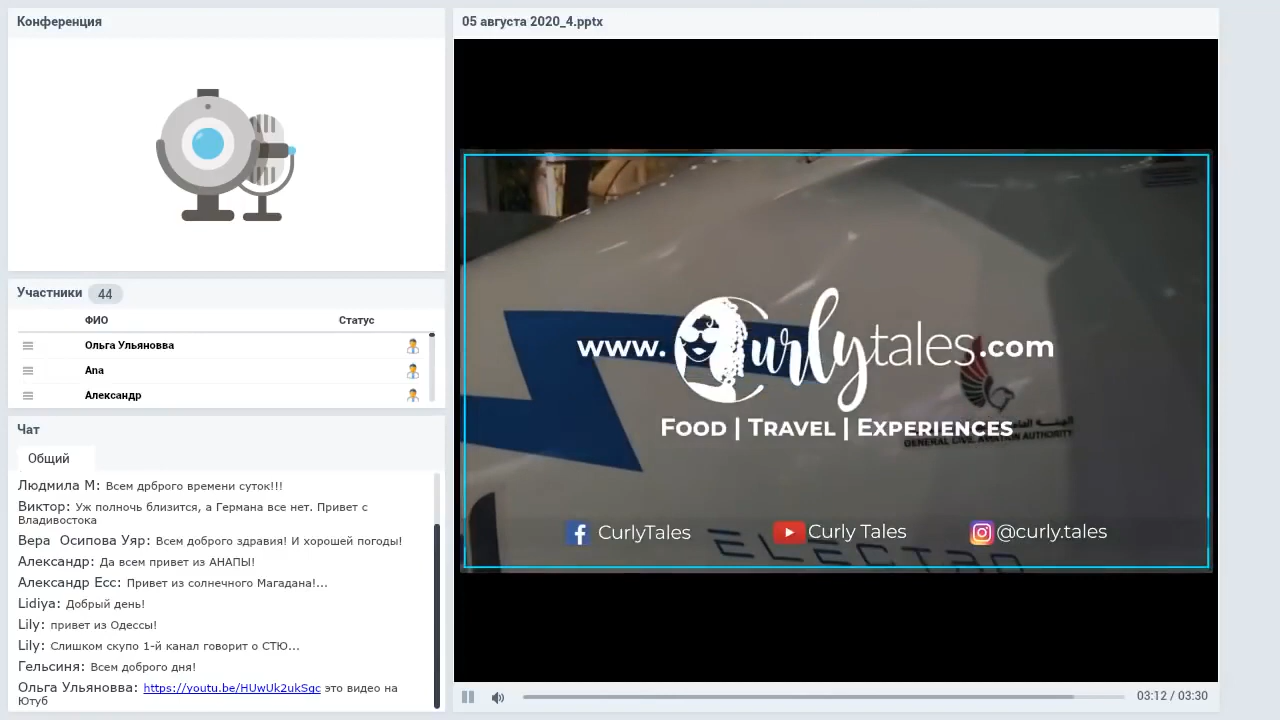 Конференция
05 августа 2020_4.pptx
Участники 44
ФИО Статус
Ольга Ульяновва
Ana
Александр
Чат
Общий
Людмила М: Всем дрброго времени суток!!!
Виктор: Уж полночь близится, а Германа все нет. Привет с
Владивостока
Вера Осипова Уяр: Всем доброго здравия! И хорошей погоды!
Александр: Да всем привет из АНАПЫ!
Александр Есс: Привет из солнечного Магадана!...
Lidiya: Добрый день!
Lily: привет из Одессы!
Lily: Слишком скупо 1-й канал говорит о СТЮ...
Гельсиня: Всем доброго дня!
Ольга Ульяновва: https://youtu.be/HUwUk2ukSgc это видео на
Ютуб
www.Curlytales.com
FOOD | TRAVEL | EXPERIENCES
GENERAL CIVIL AVIATION AUTHORITY
CurlyTales Curly Tales @curly.tales
ELECTRO
03:12 / 03:30